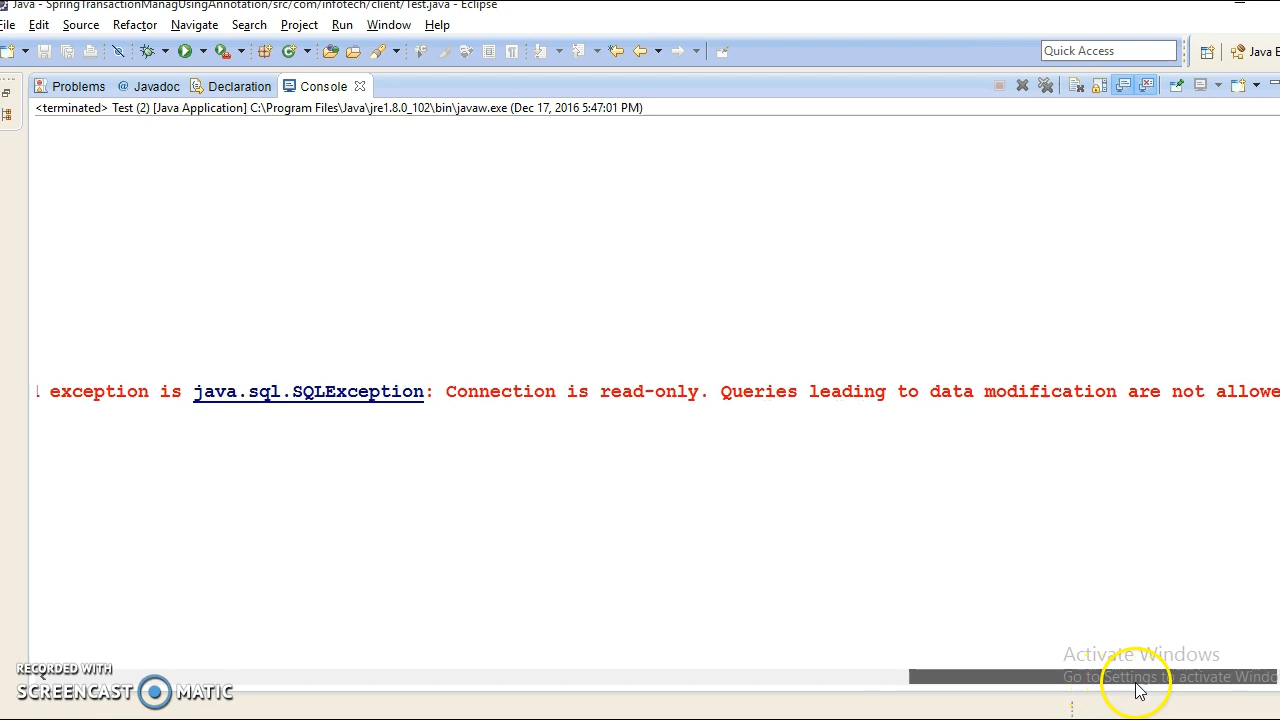 Java - SpringTransactionManagUsingAnnotation/src/com/infotech/client/Test.java - Eclipse
File Edit Source Refactor Navigate Search Project Run Window Help
Quick Access
Java E
Problems @ Javadoc Declaration Console
<terminated> Test (2) [Java Application] C:\Program Files\Java\jre1.8.0_102\bin\javaw.exe (Dec 17, 2016 5:47:01 PM)
l exception is java.sql.SQLException: Connection is read-only. Queries leading to data modification are not allowe
Activate Windows
Go to Settings to activate Windo
RECORDED WITH
SCREENCAST MATIC